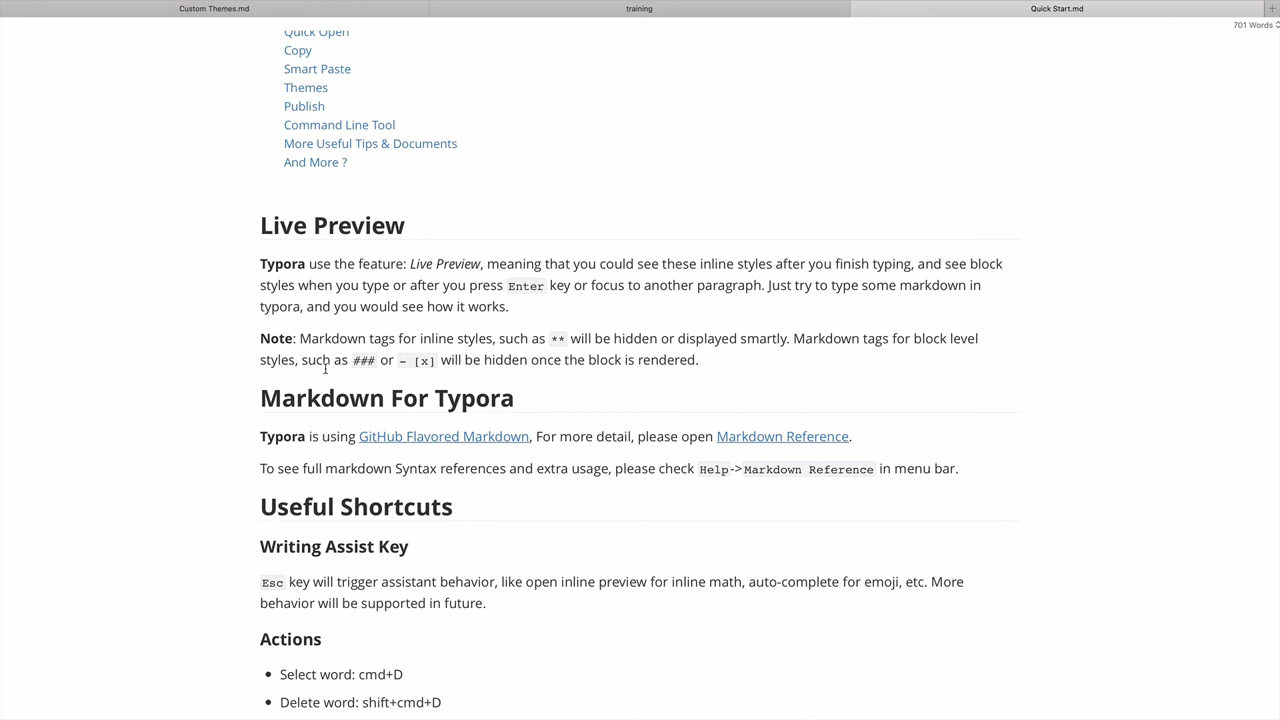 Custom Themes.md
training
Quick Start.md
+
701 Words
Quick Open
Copy
Smart Paste
Themes
Publish
Command Line Tool
More Useful Tips & Documents
And More ?
Live Preview
Typora use the feature: Live Preview, meaning that you could see these inline styles after you finish typing, and see block
styles when you type or after you press Enter key or focus to another paragraph. Just try to type some markdown in
typora, and you would see how it works.
Note: Markdown tags for inline styles, such as ** will be hidden or displayed smartly. Markdown tags for block level
styles, such as ### or - [x] will be hidden once the block is rendered.
Markdown For Typora
Typora is using GitHub Flavored Markdown, For more detail, please open Markdown Reference.
To see full markdown Syntax references and extra usage, please check Help->Markdown Reference in menu bar.
Useful Shortcuts
Writing Assist Key
Esc key will trigger assistant behavior, like open inline preview for inline math, auto-complete for emoji, etc. More
behavior will be supported in future.
Actions
• Select word: cmd+D
• Delete word: shift+cmd+D